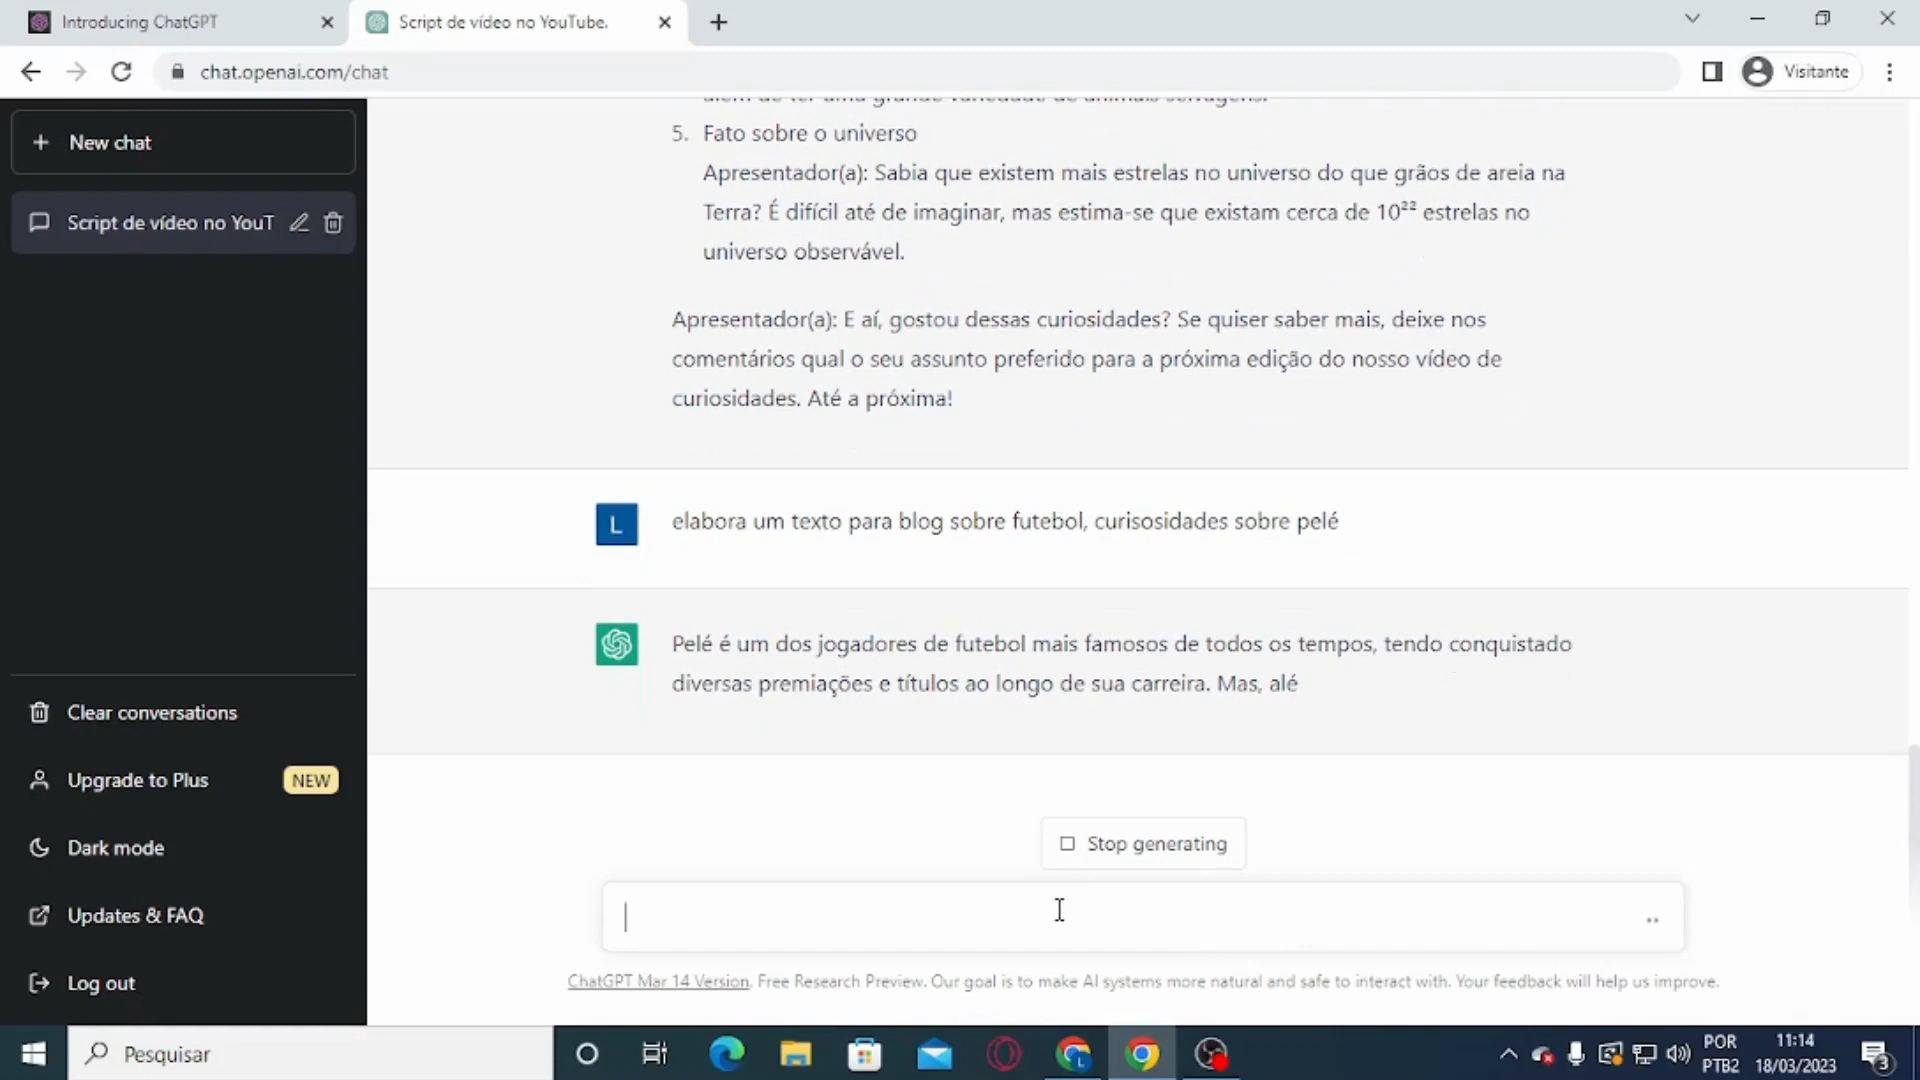 Introducing ChatGPT
Script de vídeo no YouTube.
chat.openai.com/chat
Visitante
New chat
Script de vídeo no YouT
5. Fato sobre o universo
Apresentador(a): Sabia que existem mais estrelas no universo do que grãos de areia na
Terra? É difícil até de imaginar, mas estima-se que existam cerca de 10²² estrelas no
universo observável.
Apresentador(a): E aí, gostou dessas curiosidades? Se quiser saber mais, deixe nos
comentários qual o seu assunto preferido para a próxima edição do nosso vídeo de
curiosidades. Até a próxima!
L
elabora um texto para blog sobre futebol, curisosidades sobre pelé
Pelé é um dos jogadores de futebol mais famosos de todos os tempos, tendo conquistado
diversas premiações e títulos ao longo de sua carreira. Mas, alé
Clear conversations
Upgrade to Plus NEW
Dark mode
Updates & FAQ
Log out
Stop generating
ChatGPT Mar 14 Version. Free Research Preview. Our goal is to make AI systems more natural and safe to interact with. Your feedback will help us improve.
Pesquisar
POR
PTB2
11:14
18/03/2023
3